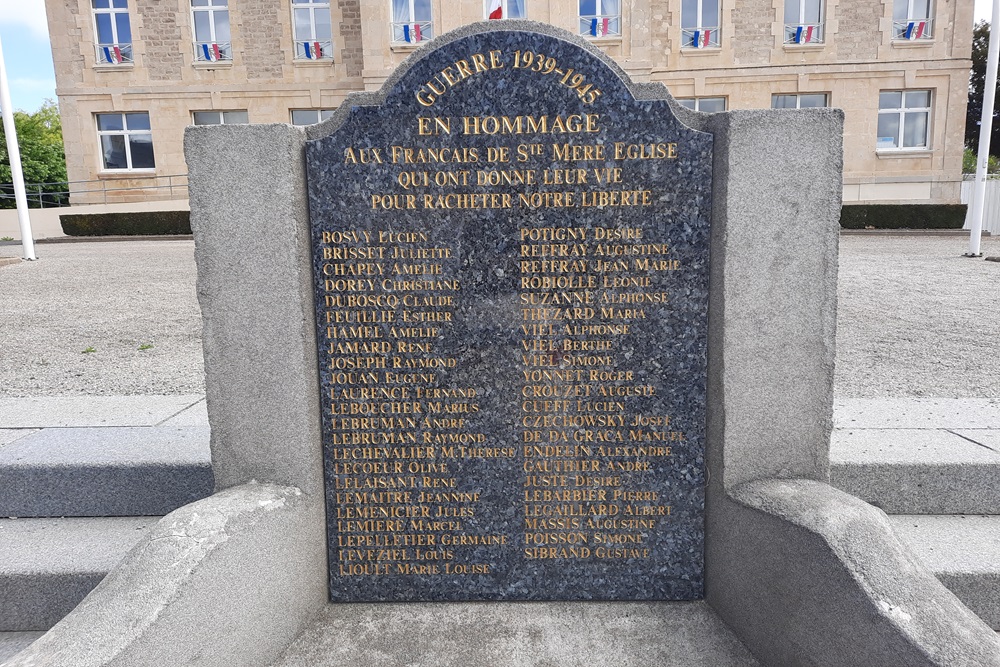 GUERRE 1939-1945
EN HOMMAGE
AUX FRANCAIS DE STE MERE EGLISE
QUI ONT DONNE LEUR VIE
POUR RACHETER NOTRE LIBERTE
BOSVY LUCIEN
BRISSET JULIETTE
CHAPEY AMELIE
DOREY CHRISTIANE
DUBOSCQ CLAUDE
FEUILLIE ESTHER
HAMEL AMELIE
JAMARD RENE
JOSEPH RAYMOND
JOUAN EUGENE
LAURENCE FERNAND
LEBOUCHER MARIUS
LEBRUMAN ANDRE
LEBRUMAN RAYMOND
LECHEVALIER M.THERESE
LECOEUR OLIVE
LELAISANT RENE
LEMAITRE JEANNINE
LEMENICIER JULES
LEMIERE MARCEL
LEPELLETIER GERMAINE
LEVEZIEL LOUIS
LIOULT MARIE LOUISE
POTIGNY DESIRE
REFFRAY AUGUSTINE
REFFRAY JEAN MARIE
ROBIOLLE LEONIE
SUZANNE ALPHONSE
THEZARD MARIA
VIEL ALPHONSE
VIEL BERTHE
VIEL SIMONE
YONNET ROGER
CROUZET AUGUSTE
CUEFF LUCIEN
CZECHOWSKY JOSEF
DE DA GRACA MANUEL
ENDELIN ALEXANDRE
GAUTHIER ANDRE
JUSTE DESIRE
LEBARBIER PIERRE
LEGAILLARD ALBERT
MASSIS AUGUSTINE
POISSON SIMONE
SIBRAND GUSTAVE